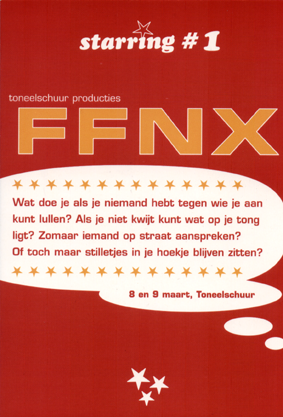 starring # 1
toneelschuur producties
FFNX
Wat doe je als je niemand hebt tegen wie je aan
kunt lullen? Als je niet kwijt kunt wat op je tong
ligt? Zomaar iemand op straat aanspreken?
Of toch maar stilletjes in je hoekje blijven zitten?
8 en 9 maart, Toneelschuur